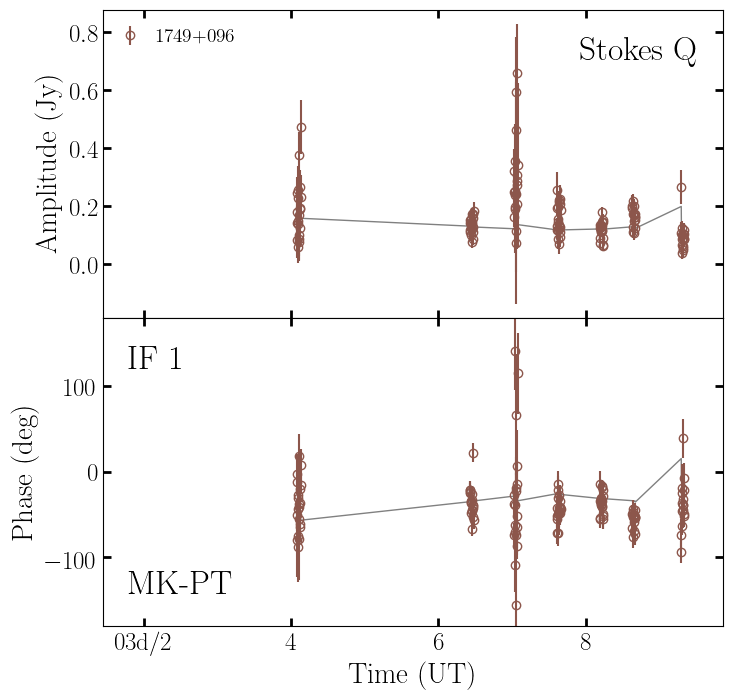 1749+096
Stokes Q
0.8
0.6
0.4
0.2
0.0
Amplitude (Jy)
IF 1
100
0
−100
Phase (deg)
MK-PT
03d/2
4
6
8
Time (UT)